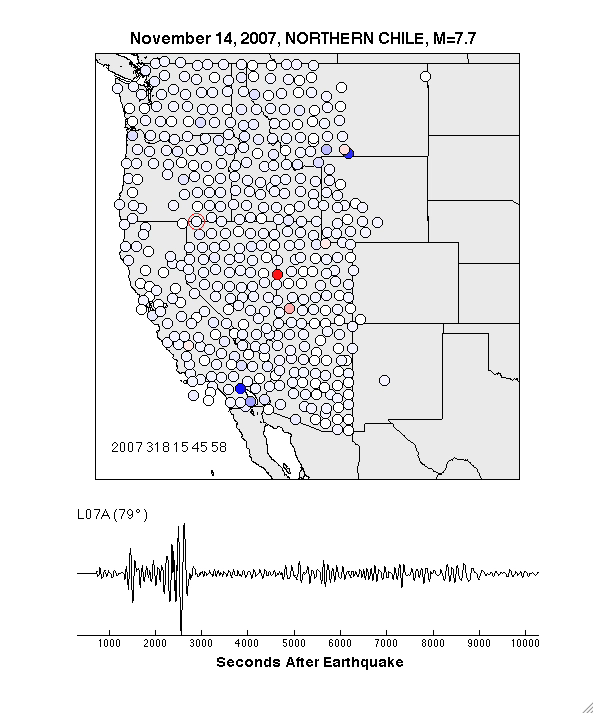 November 14, 2007, NORTHERN CHILE, M=7.7
2007 318 15 45 58
L07A (79°)
1000 2000 3000 4000 5000 6000 7000 8000 9000 10000
Seconds After Earthquake